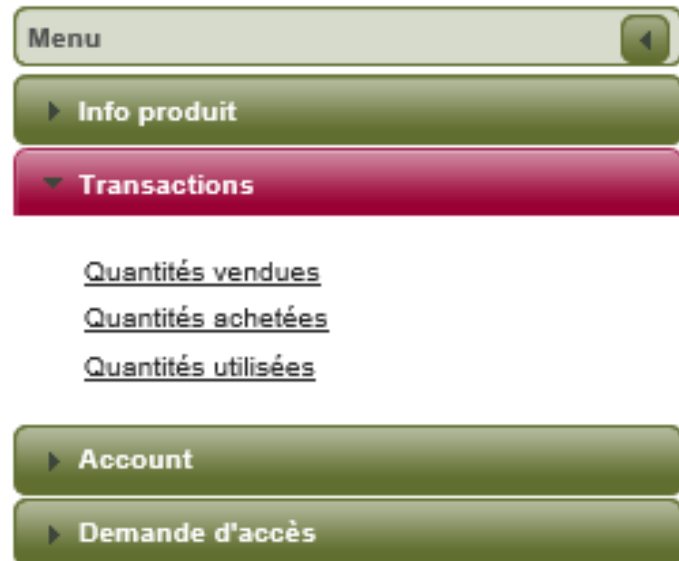 Menu
Info produit
Transactions
Quantités vendues
Quantités achetées
Quantités utilisées
Account
Demande d'accès